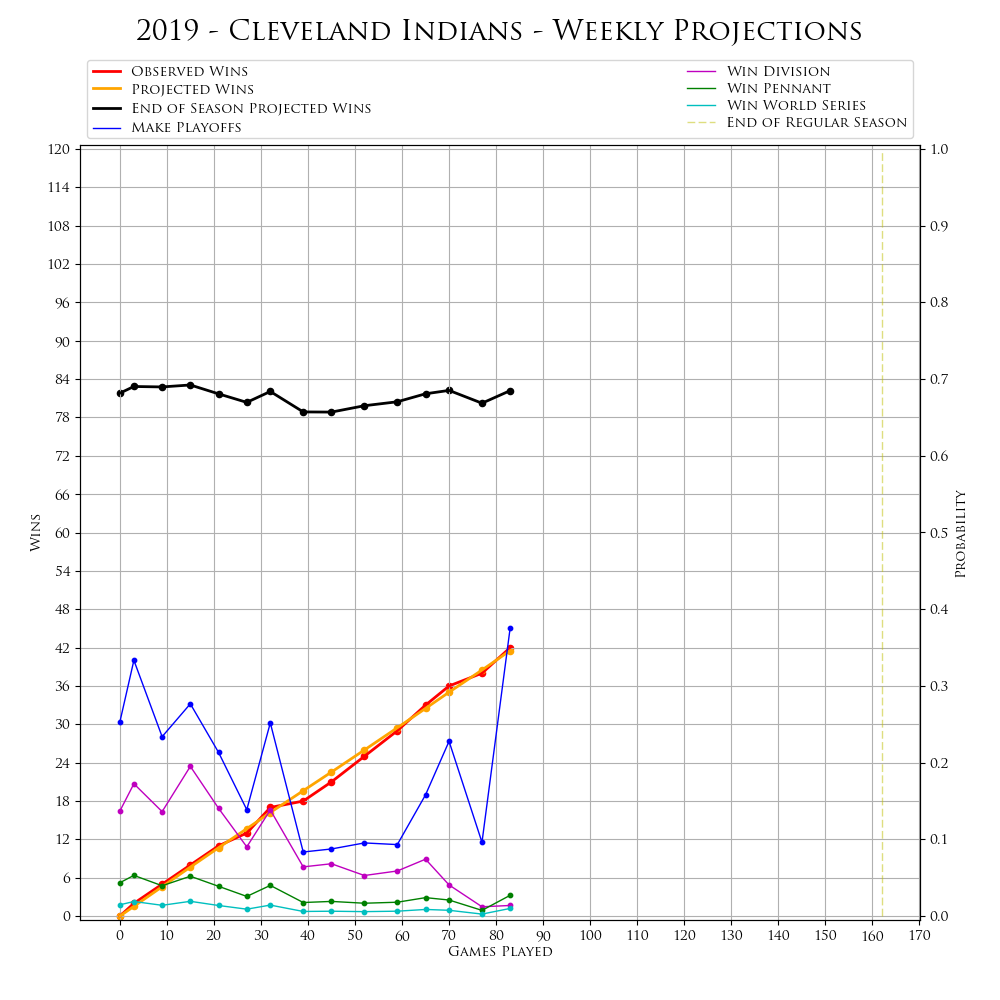 2019 - Cleveland Indians - Weekly Projections
Observed Wins
Projected Wins
End of Season Projected Wins
Make Playoffs
Win Division
Win Pennant
Win World Series
End of Regular Season
120
114
108
102
96
90
84
78
72
66
60
54
48
42
36
30
24
18
12
6
0
Wins
1.0
0.9
0.8
0.7
0.6
0.5
0.4
0.3
0.2
0.1
0.0
Probability
0 10 20 30 40 50 60 70 80 90 100 110 120 130 140 150 160 170
Games Played